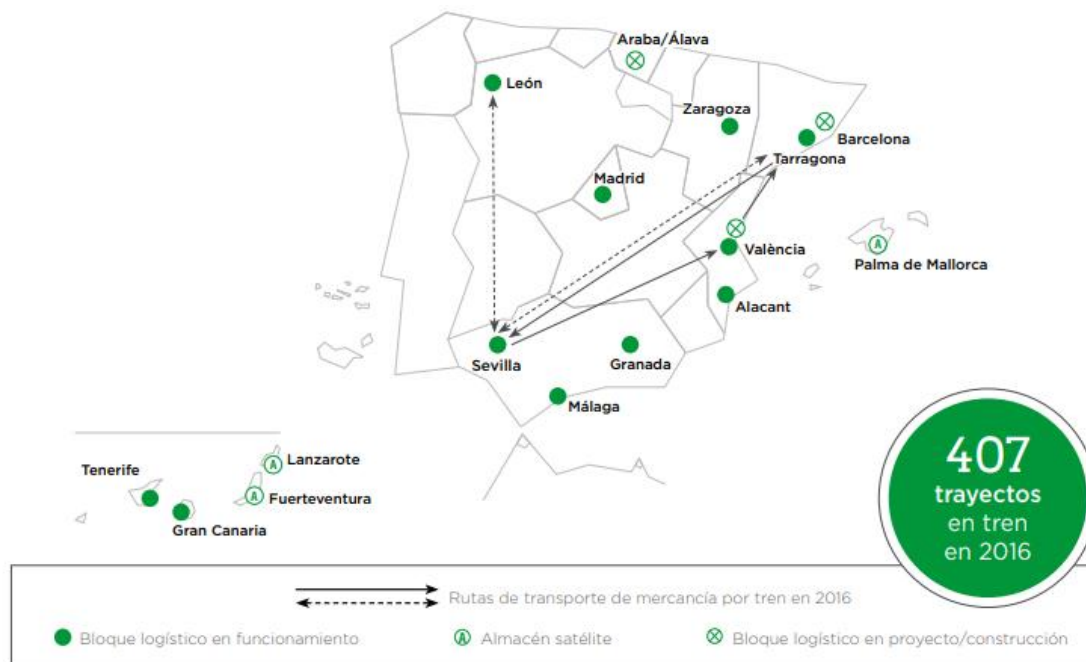 Araba/Álava
León
Zaragoza
Barcelona
Tarragona
Madrid
València
Palma de Mallorca
Alacant
Sevilla
Granada
Málaga
407
trayectos
en tren
en 2016
Tenerife
Lanzarote
A
Fuerteventura
A
Gran Canaria
A
Rutas de transporte de mercancía por tren en 2016
Bloque logístico en funcionamiento
A Almacén satélite
Bloque logístico en proyecto/construcción